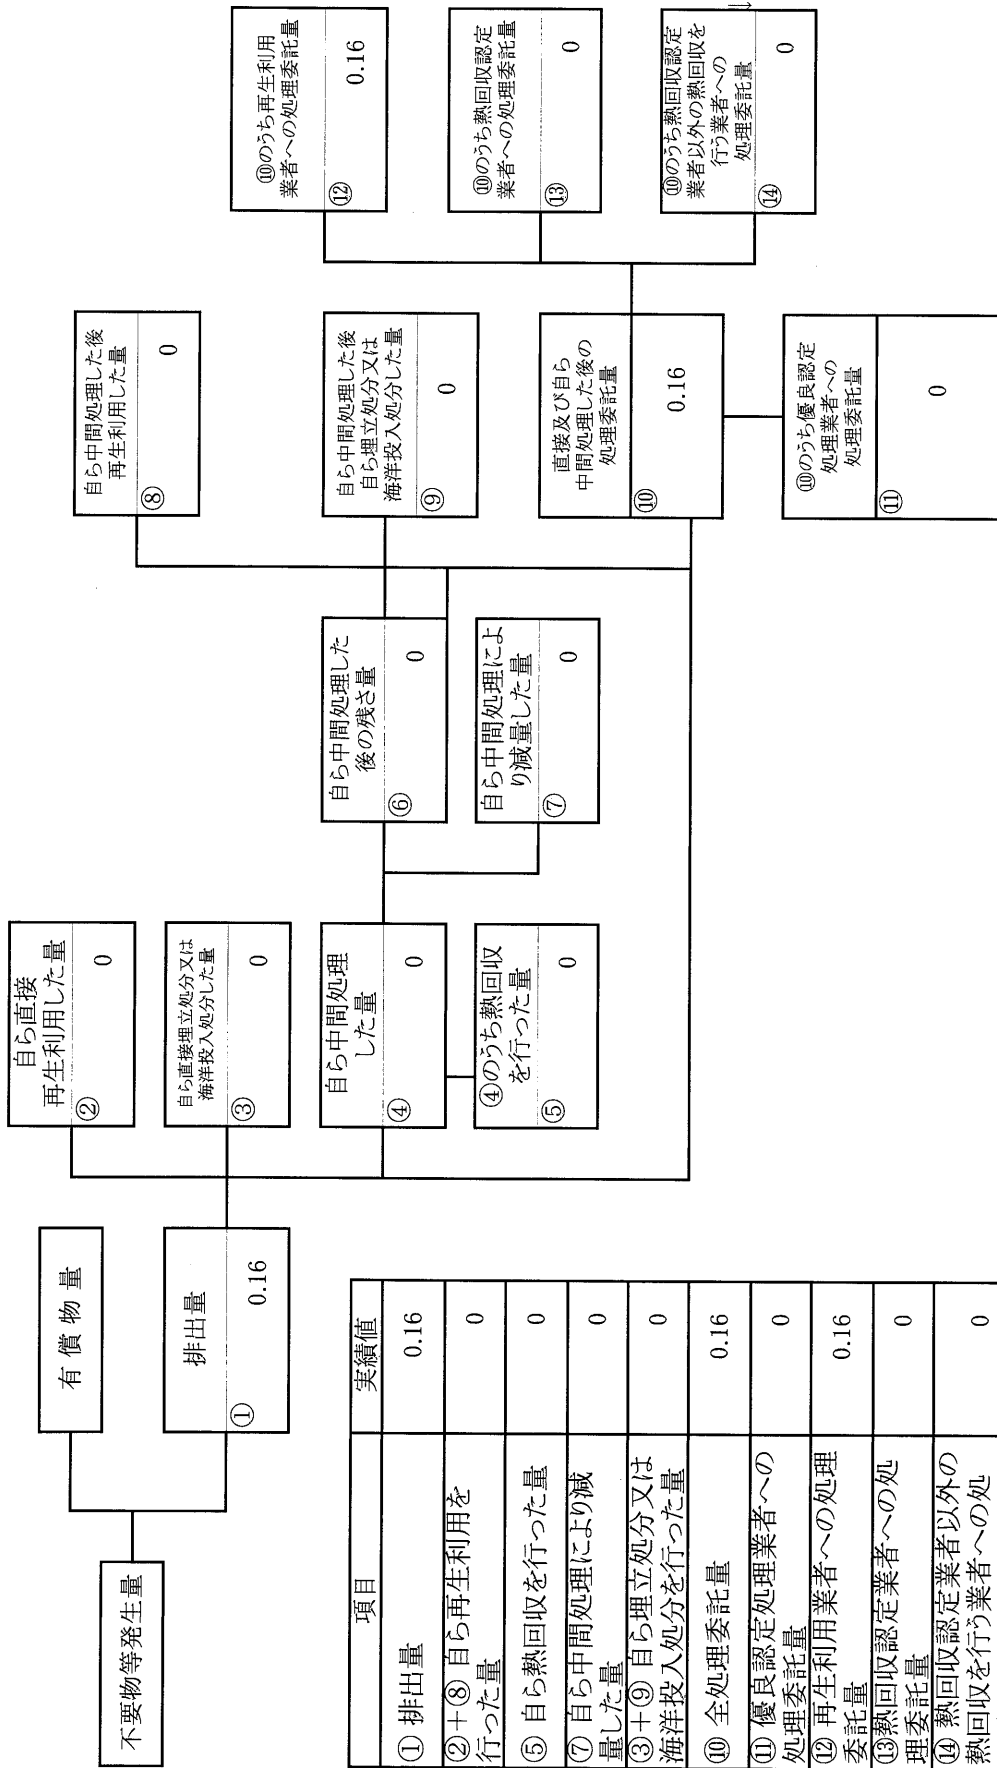 不要物等発生量
有償物量
排出量
① 0.16
自ら直接
再生利用した量
② 0
自ら直接埋立処分又は
海洋投入処分した量
③ 0
自ら中間処理
した量
④ 0
④のうち熱回収
を行った量
⑤ 0
自ら中間処理した
後の残さ量
⑥ 0
自ら中間処理によ
り減量した量
⑦ 0
自ら中間処理した後
再生利用した量
⑧ 0
自ら中間処理した後
自ら埋立処分又は
海洋投入処分した量
⑨ 0
直接及び自ら
中間処理した後の
処理委託量
⑩ 0.16
⑩のうち優良認定
処理業者への
処理委託量
⑪ 0
⑩のうち再生利用
業者への処理委託量
⑫ 0.16
⑩のうち熱回収認定
業者への処理委託量
⑬ 0
⑩のうち熱回収認定
業者以外の熱回収を
行う業者への
処理委託量
⑭ 0
項目 実績値
① 排出量 0.16
②+⑧ 自ら再生利用を
行った量 0
⑤ 自ら熱回収を行った量 0
⑦ 自ら中間処理により減
量した量 0
③+⑨ 自ら埋立処分又は
海洋投入処分を行った量 0
⑩ 全処理委託量 0.16
⑪ 優良認定処理業者への
処理委託量 0
⑫ 再生利用業者への処理
委託量 0.16
⑬熱回収認定業者への処
理委託量 0
⑭ 熱回収認定業者以外の
熱回収を行う業者への処 0